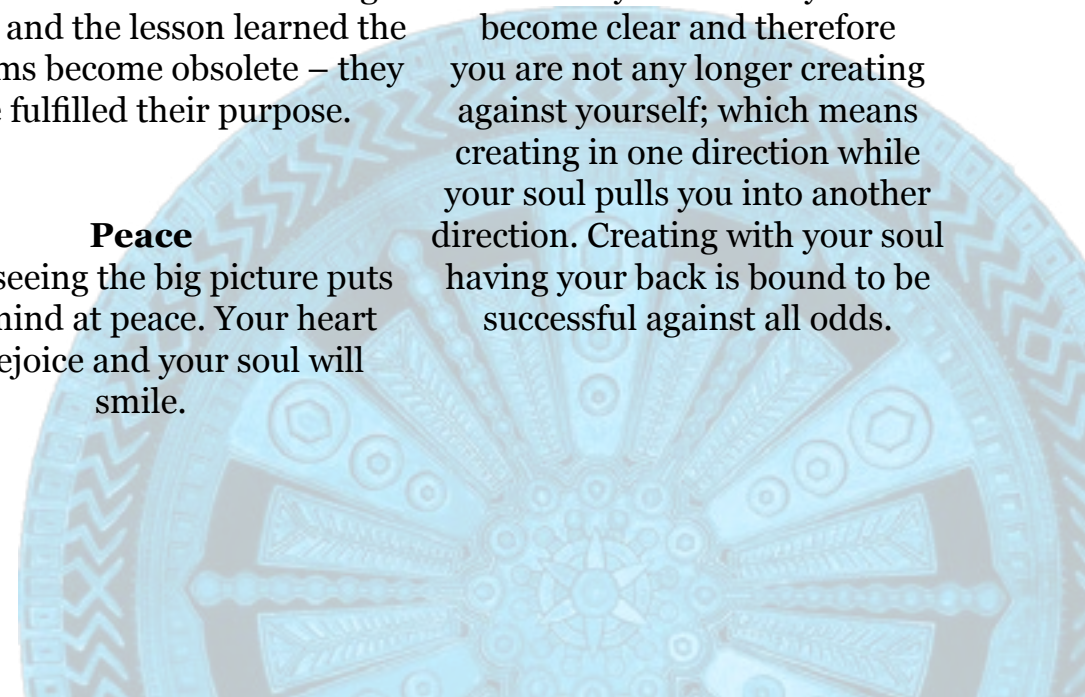 and the lesson learned the
become obsolete – they
fulfilled their purpose.
Peace
seeing the big picture puts
at peace. Your heart
and your soul will
smile.
become clear and therefore
you are not any longer creating
against yourself; which means
creating in one direction while
your soul pulls you into another
direction. Creating with your soul
having your back is bound to be
successful against all odds.